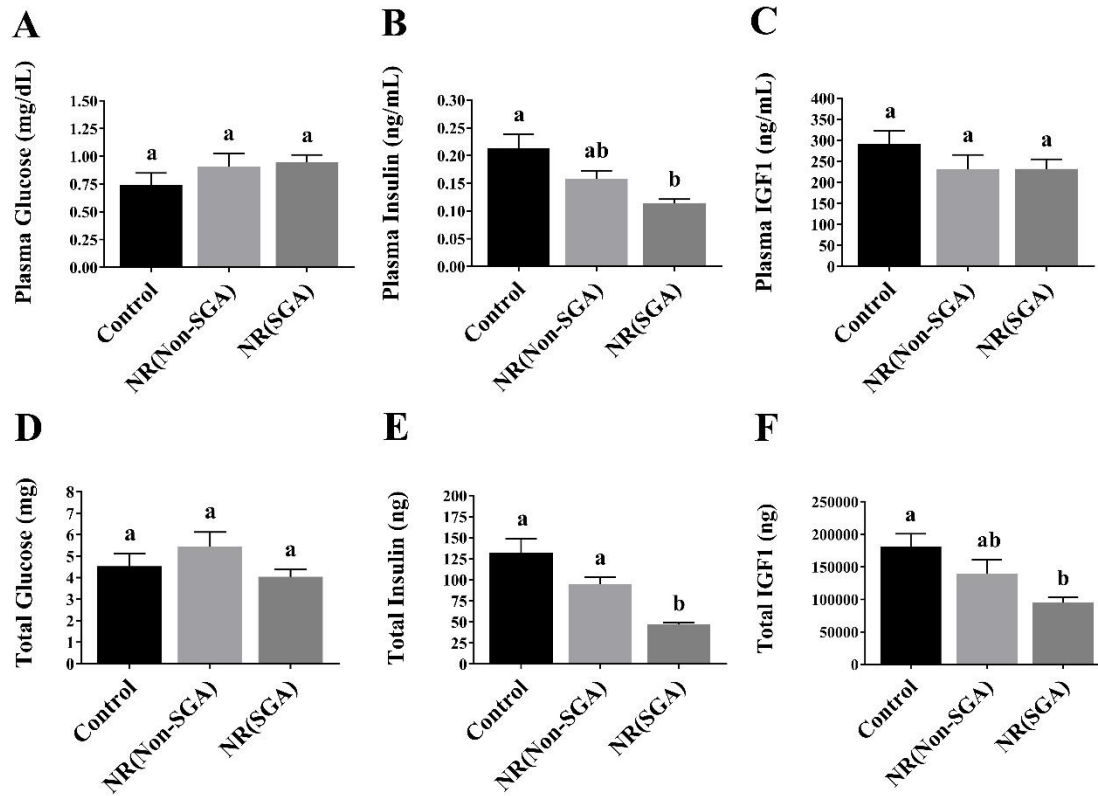 A
Plasma Glucose (mg/dL)
1.50
1.25
1.00
0.75
0.50
0.25
0.00
a
a
a
Control
NR(Non-SGA)
NR(SGA)
B
Plasma Insulin (ng/mL)
0.30
0.25
0.20
0.15
0.10
0.05
0.00
a
ab
b
Control
NR(Non-SGA)
NR(SGA)
C
Plasma IGF1 (ng/mL)
400
350
300
250
200
150
100
50
0
a
a
a
Control
NR(Non-SGA)
NR(SGA)
D
Total Glucose (mg)
8
7
6
5
4
3
2
1
0
a
a
a
Control
NR(Non-SGA)
NR(SGA)
E
Total Insulin (ng)
200
175
150
125
100
75
50
25
0
a
a
b
Control
NR(Non-SGA)
NR(SGA)
F
Total IGF1 (ng)
250000
200000
150000
100000
50000
0
a
ab
b
Control
NR(Non-SGA)
NR(SGA)